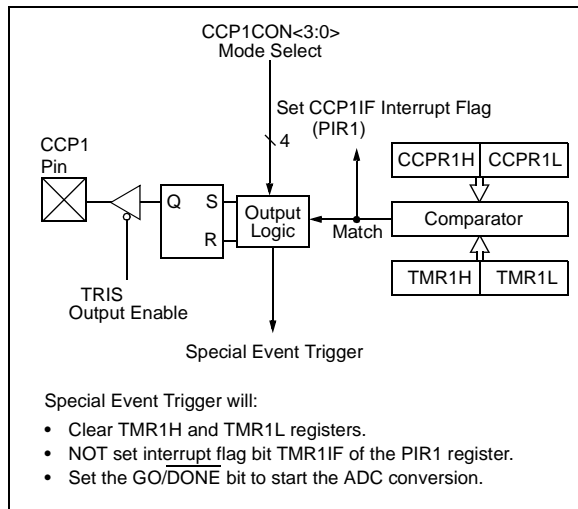 CCP1CON<3:0>
Mode Select
Set CCP1IF Interrupt Flag
(PIR1)
4
CCP1
Pin
CCPR1H CCPR1L
Q S
R
Output
Logic
Match
Comparator
TRIS
Output Enable
TMR1H TMR1L
Special Event Trigger
Special Event Trigger will:
• Clear TMR1H and TMR1L registers.
• NOT set interrupt flag bit TMR1IF of the PIR1 register.
• Set the GO/DONE bit to start the ADC conversion.